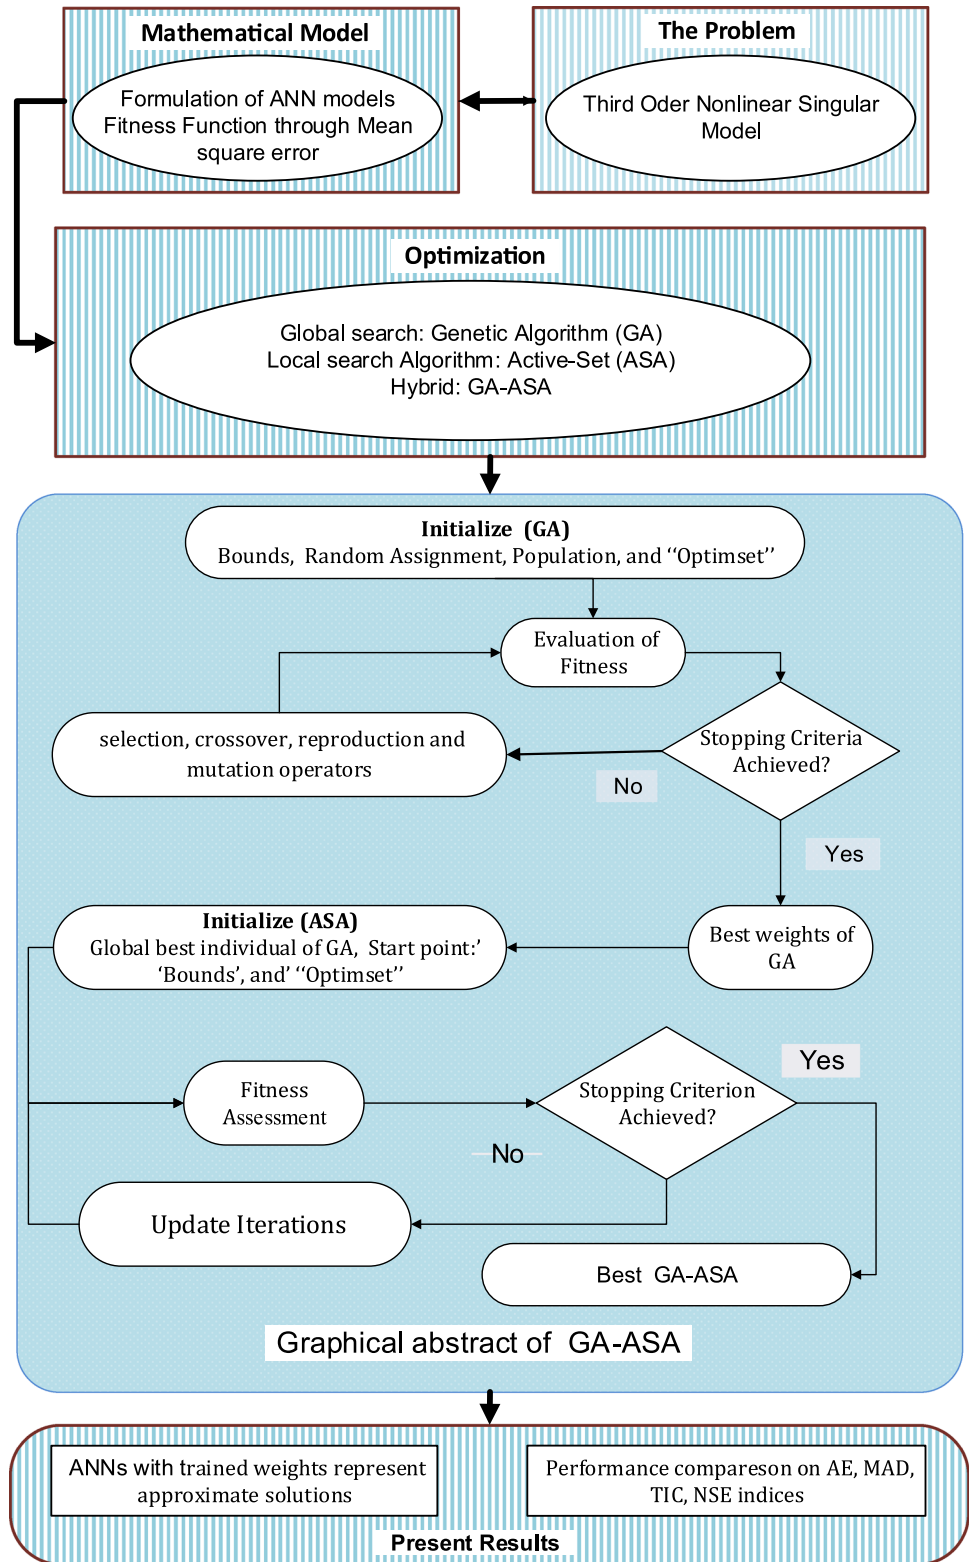 Mathematical Model
Formulation of ANN models
Fitness Function through Mean
square error
The Problem
Third Oder Nonlinear Singular
Model
Optimization
Global search: Genetic Algorithm (GA)
Local search Algorithm: Active-Set (ASA)
Hybrid: GA-ASA
Initialize (GA)
Bounds, Random Assignment, Population, and ‘‘Optimset’’
Evaluation of
Fitness
Stopping Criteria
Achieved?
selection, crossover, reproduction and
mutation operators
No
Yes
Best weights of
GA
Initialize (ASA)
Global best individual of GA, Start point:’
‘Bounds’, and’ ‘‘Optimset’’
Fitness
Assessment
Stopping Criterion
Achieved?
Yes
No
Update Iterations
Best GA-ASA
Graphical abstract of GA-ASA
ANNs with trained weights represent
approximate solutions
Performance compareson on AE, MAD,
TIC, NSE indices
Present Results